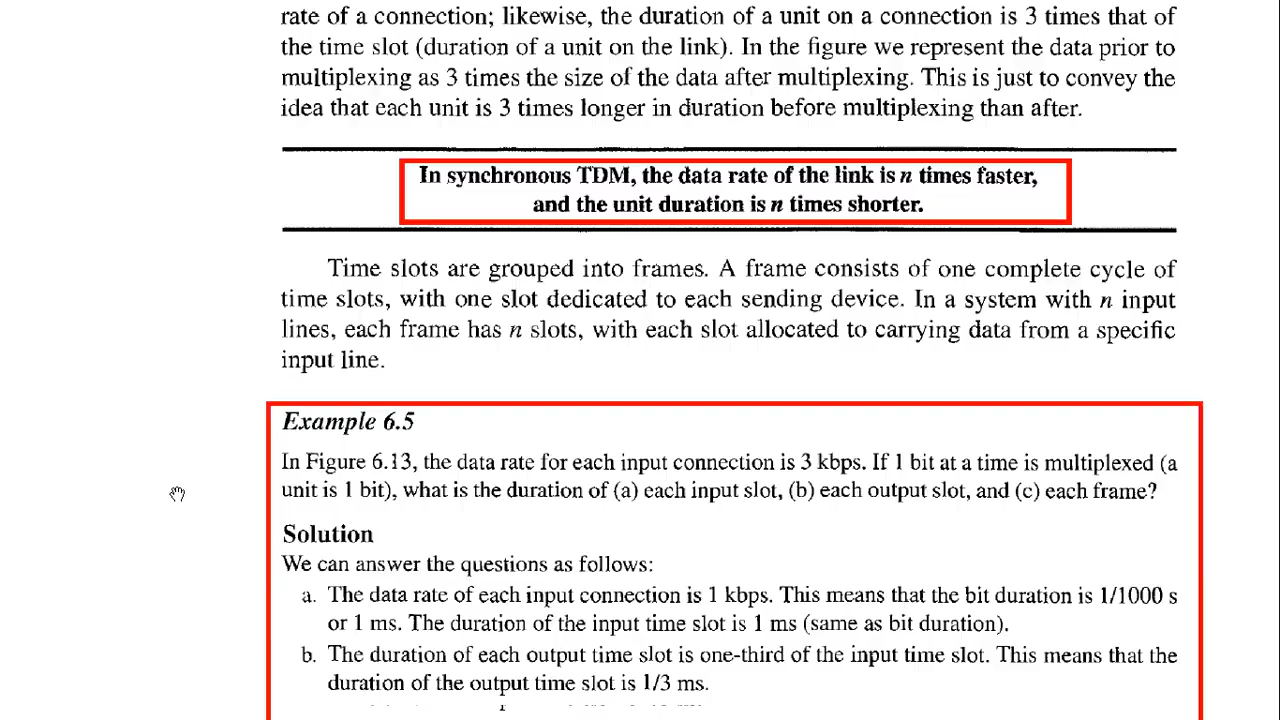 rate of a connection; likewise, the duration of a unit on a connection is 3 times that of
the time slot (duration of a unit on the link). In the figure we represent the data prior to
multiplexing as 3 times the size of the data after multiplexing. This is just to convey the
idea that each unit is 3 times longer in duration before multiplexing than after.
In synchronous TDM, the data rate of the link is n times faster,
and the unit duration is n times shorter.
Time slots are grouped into frames. A frame consists of one complete cycle of
time slots, with one slot dedicated to each sending device. In a system with n input
lines, each frame has n slots, with each slot allocated to carrying data from a specific
input line.
Example 6.5
In Figure 6.13, the data rate for each input connection is 3 kbps. If 1 bit at a time is multiplexed (a
unit is 1 bit), what is the duration of (a) each input slot, (b) each output slot, and (c) each frame?
Solution
We can answer the questions as follows:
a. The data rate of each input connection is 1 kbps. This means that the bit duration is 1/1000 s
or 1 ms. The duration of the input time slot is 1 ms (same as bit duration).
b. The duration of each output time slot is one-third of the input time slot. This means that the
duration of the output time slot is 1/3 ms.